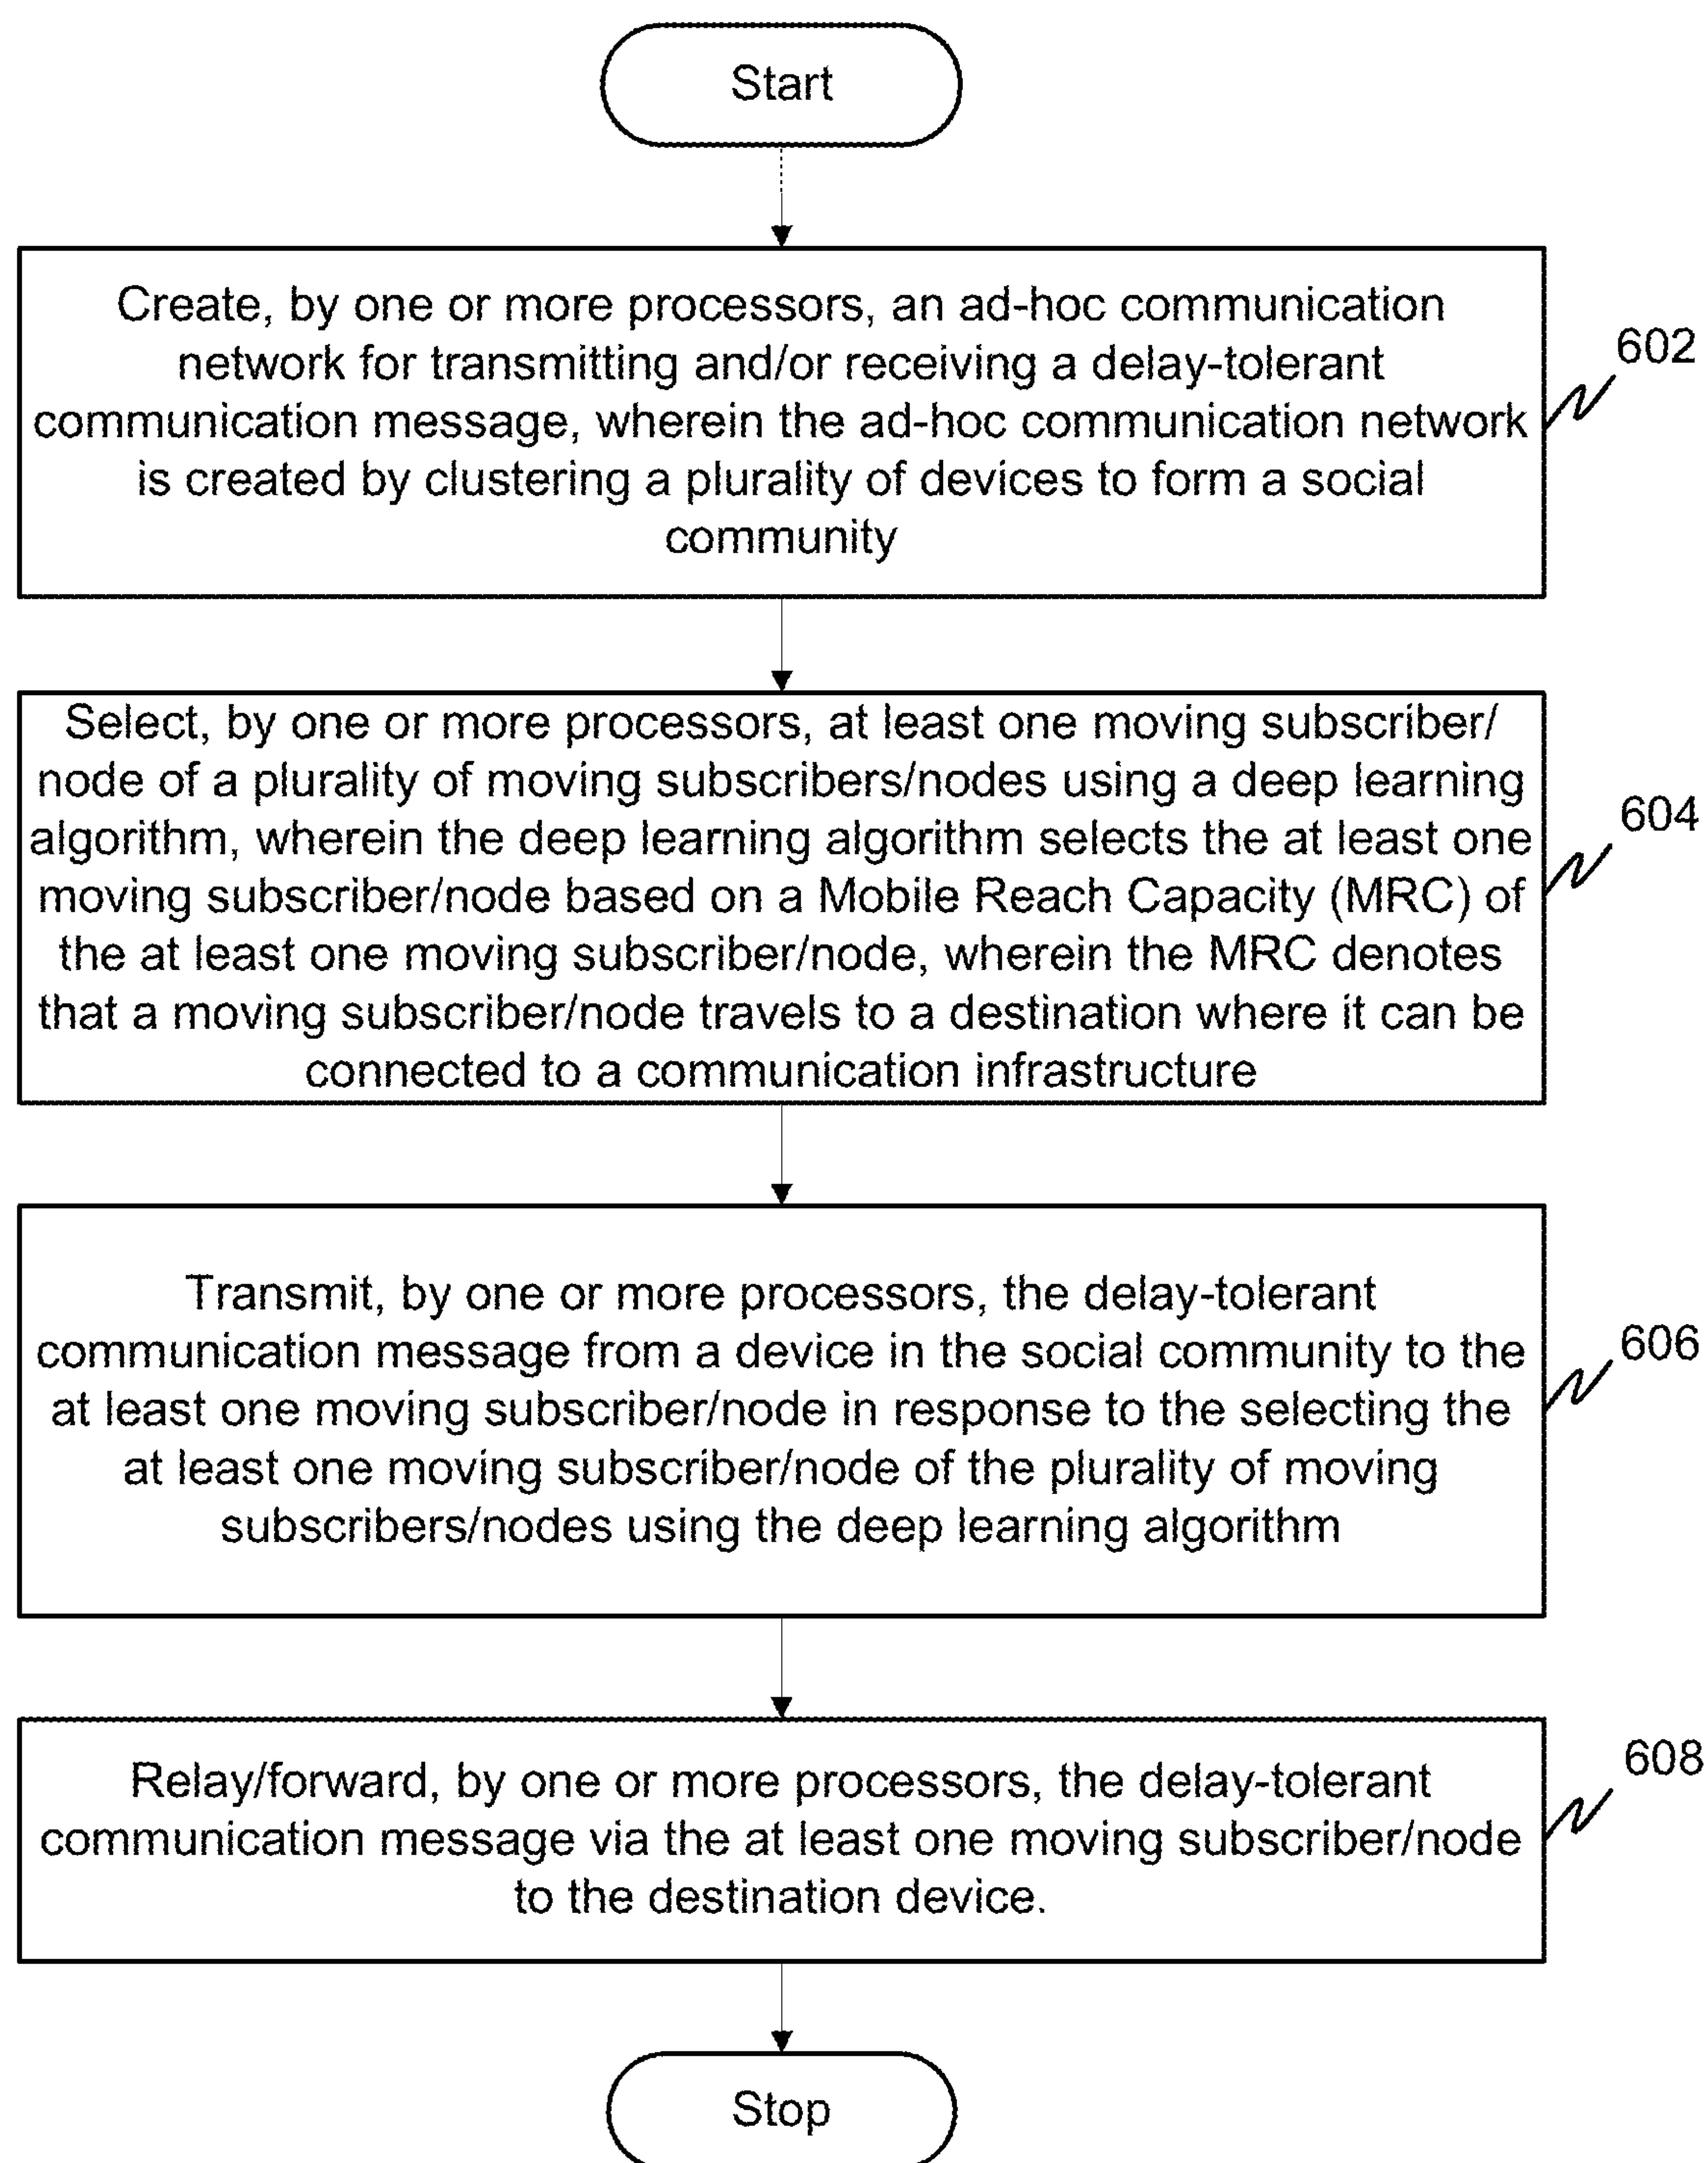 Start
Create, by one or more processors, an ad-hoc communication
network for transmitting and/or receiving a delay-tolerant
communication message, wherein the ad-hoc communication network
is created by clustering a plurality of devices to form a social
community
602
Select, by one or more processors, at least one moving subscriber/
node of a plurality of moving subscribers/nodes using a deep learning
algorithm, wherein the deep learning algorithm selects the at least one
moving subscriber/node based on a Mobile Reach Capacity (MRC) of
the at least one moving subscriber/node, wherein the MRC denotes
that a moving subscriber/node travels to a destination where it can be
connected to a communication infrastructure
604
Transmit, by one or more processors, the delay-tolerant
communication message from a device in the social community to the
at least one moving subscriber/node in response to the selecting the
at least one moving subscriber/node of the plurality of moving
subscribers/nodes using the deep learning algorithm
606
Relay/forward, by one or more processors, the delay-tolerant
communication message via the at least one moving subscriber/node
to the destination device.
608
Stop